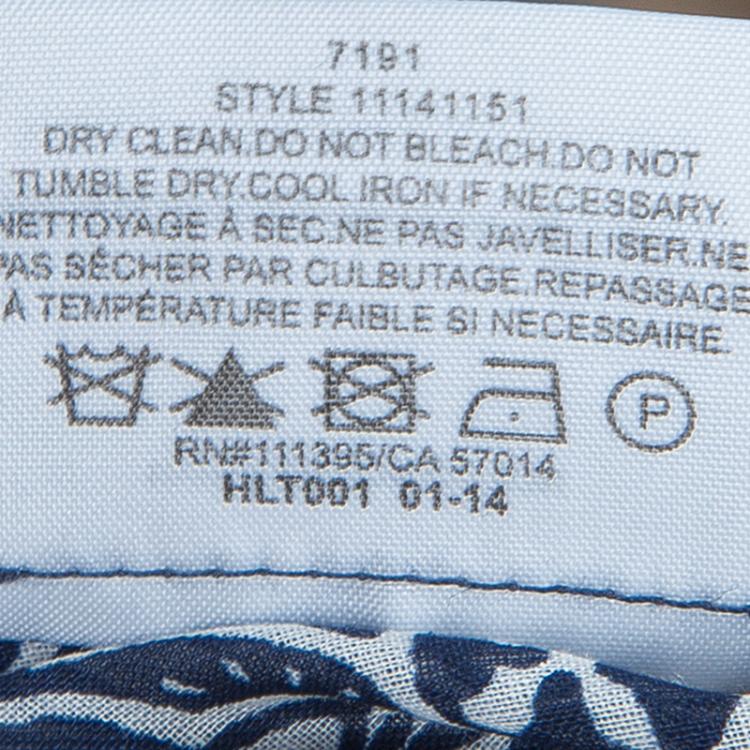 7191
STYLE 11141151
DRY CLEAN.DO NOT BLEACH.DO NOT
TUMBLE DRY.COOL IRON IF NECESSARY.
NETTOYAGE À SEC.NE PAS JAVELLISER.NE
PAS SÉCHER PAR CULBUTAGE.REPASSAGE
À TEMPÉRATURE FAIBLE SI NECESSAIRE.
P
RN#111395/CA 57014
HLT001 01-14